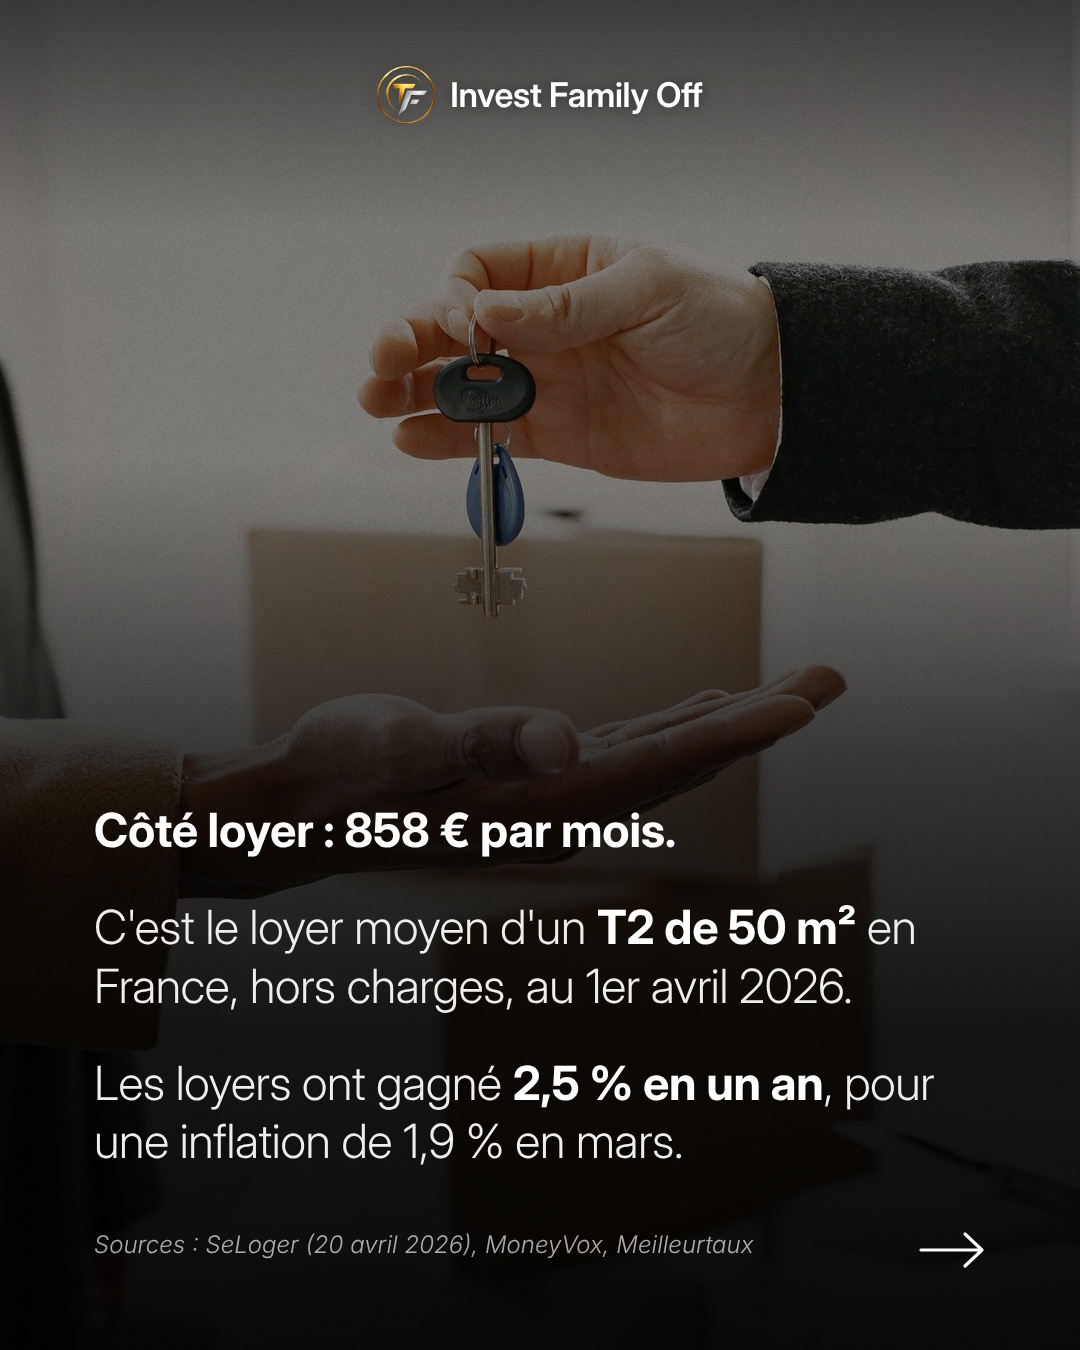 Invest Family Off
Côté loyer : 858 € par mois.
C'est le loyer moyen d'un T2 de 50 m² en
France, hors charges, au 1er avril 2026.
Les loyers ont gagné 2,5 % en un an, pour
une inflation de 1,9 % en mars.
Sources : SeLoger (20 avril 2026), MoneyVox, Meilleurtaux